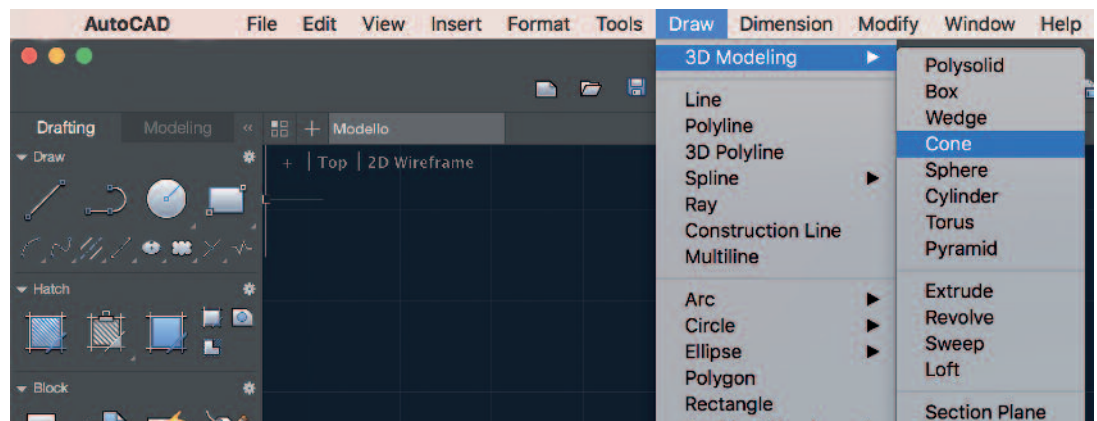 AutoCAD File Edit View Insert Format Tools Draw Dimension Modify Window Help
Drafting Modeling « Modello
Draw
+ | Top | 2D Wireframe
Hatch
Block
3D Modeling
Line
Polyline
3D Polyline
Spline
Ray
Construction Line
Multiline
Arc
Circle
Ellipse
Polygon
Rectangle
Polysolid
Box
Wedge
Cone
Sphere
Cylinder
Torus
Pyramid
Extrude
Revolve
Sweep
Loft
Section Plane